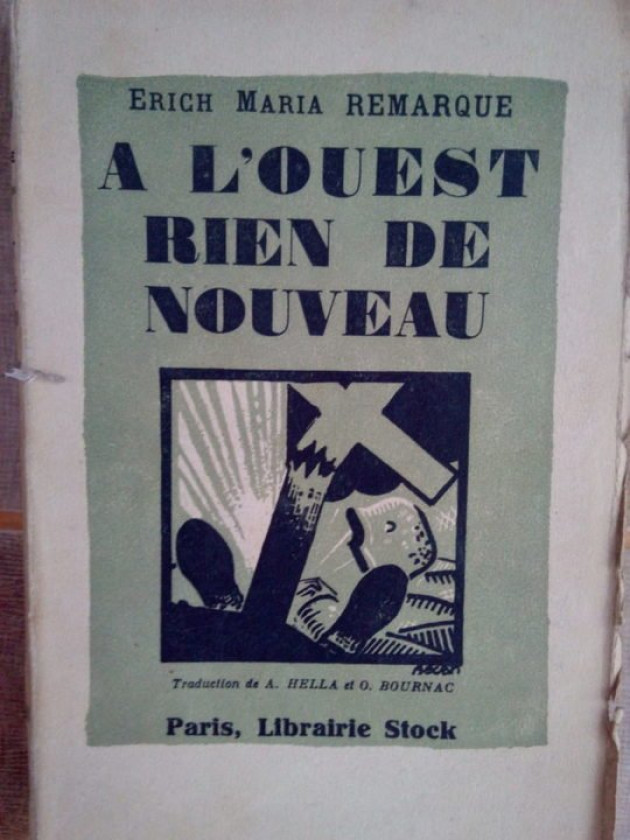 ERICH MARIA REMARQUE
A L'OUEST
RIEN DE
NOUVEAU
Traduction de A. HELLA et O. BOURNAC
Paris, Librairie Stock